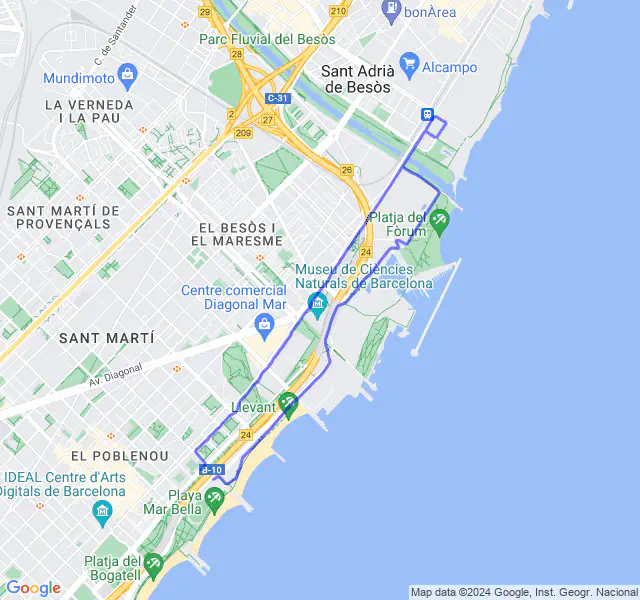 29
210
bonÀrea
C. de Santander
Parc Fluvial del Besòs
28
Mundimoto
Sant Adrià
de Besòs
Alcampo
LA VERNEDA
I LA PAU
C-31
2
27
209
26
SANT MARTÍ DE
PROVENÇALS
EL BESÒS I
EL MARESME
Platja del
Fòrum
24
Museu de Ciències
Naturals de Barcelona
Centre comercial
Diagonal Mar
SANT MARTÍ
Av. Diagonal
Llevant
24
EL POBLENOU
B-10
IDEAL Centre d'Arts
Digitals de Barcelona
Playa
Mar Bella
Platja del
Bogatell
Google
Map data ©2024 Google, Inst. Geogr. Nacional